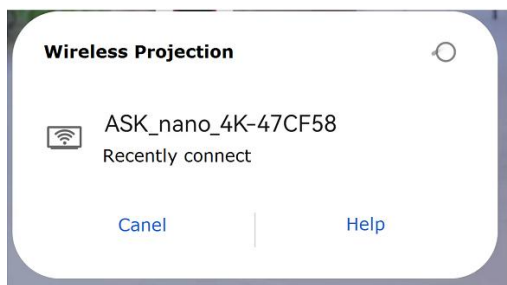 Wireless Projection
ASK_nano_4K-47CF58
Recently connect
Canel
Help